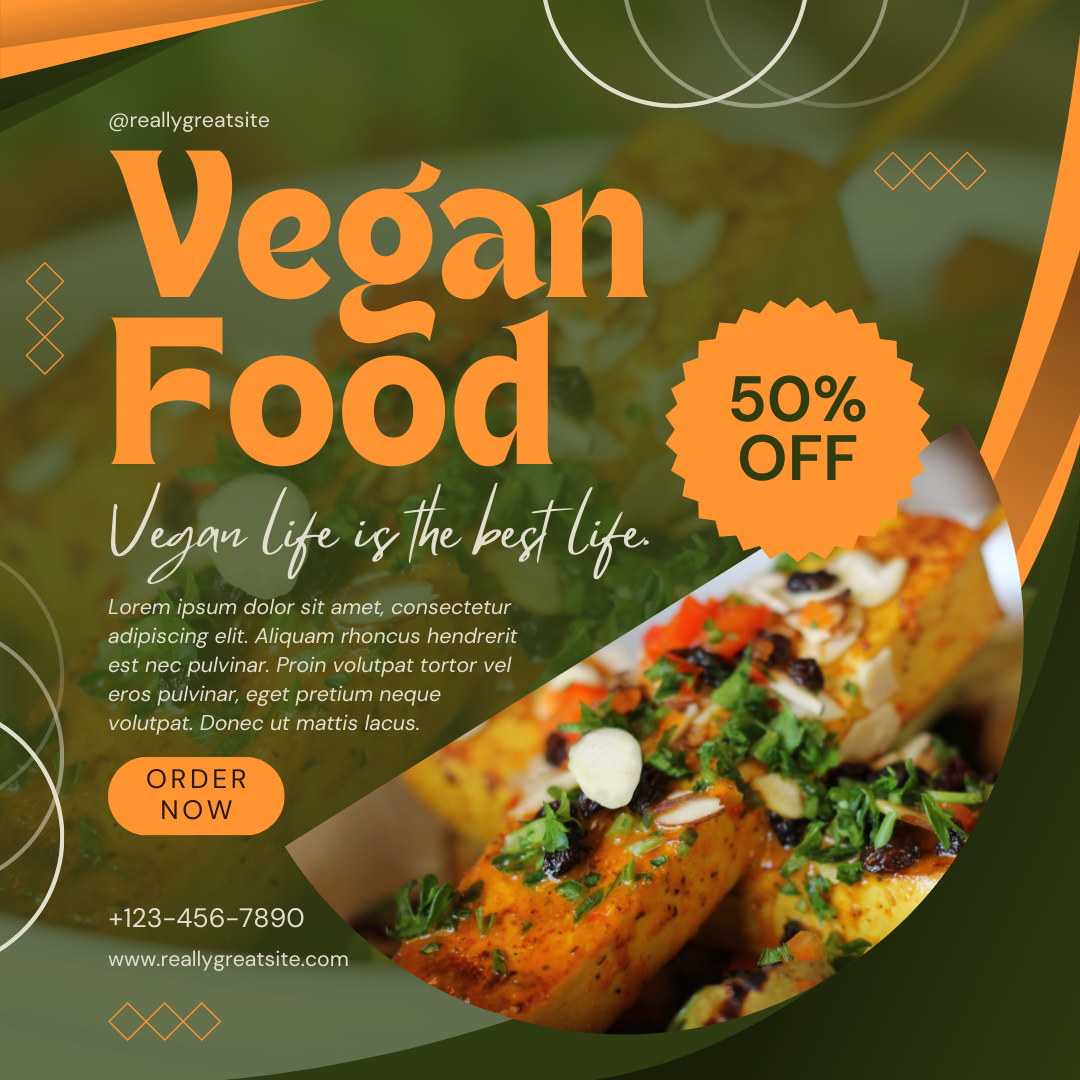 @reallygreatsite
Vegan
Food
50%
OFF
Vegan life is the best life.
Lorem ipsum dolor sit amet, consectetur
adipiscing elit. Aliquam rhoncus hendrerit
est nec pulvinar. Proin volutpat tortor vel
eros pulvinar, eget pretium neque
volutpat. Donec ut mattis lacus.
ORDER
NOW
+123-456-7890
www.reallygreatsite.com